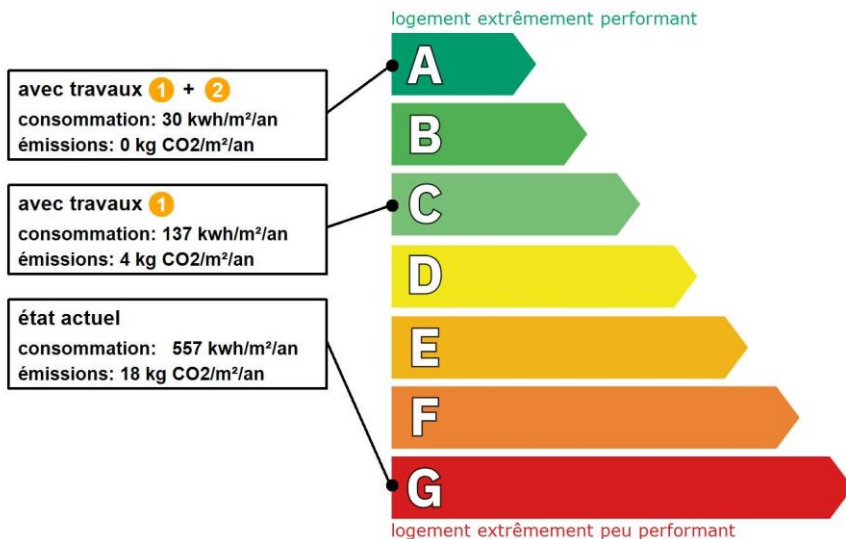 logement extrêmement performant
avec travaux 1 + 2
consommation: 30 kwh/m²/an
émissions: 0 kg CO2/m²/an
avec travaux 1
consommation: 137 kwh/m²/an
émissions: 4 kg CO2/m²/an
état actuel
consommation: 557 kwh/m²/an
émissions: 18 kg CO2/m²/an
A
B
C
D
E
F
G
logement extrêmement peu performant